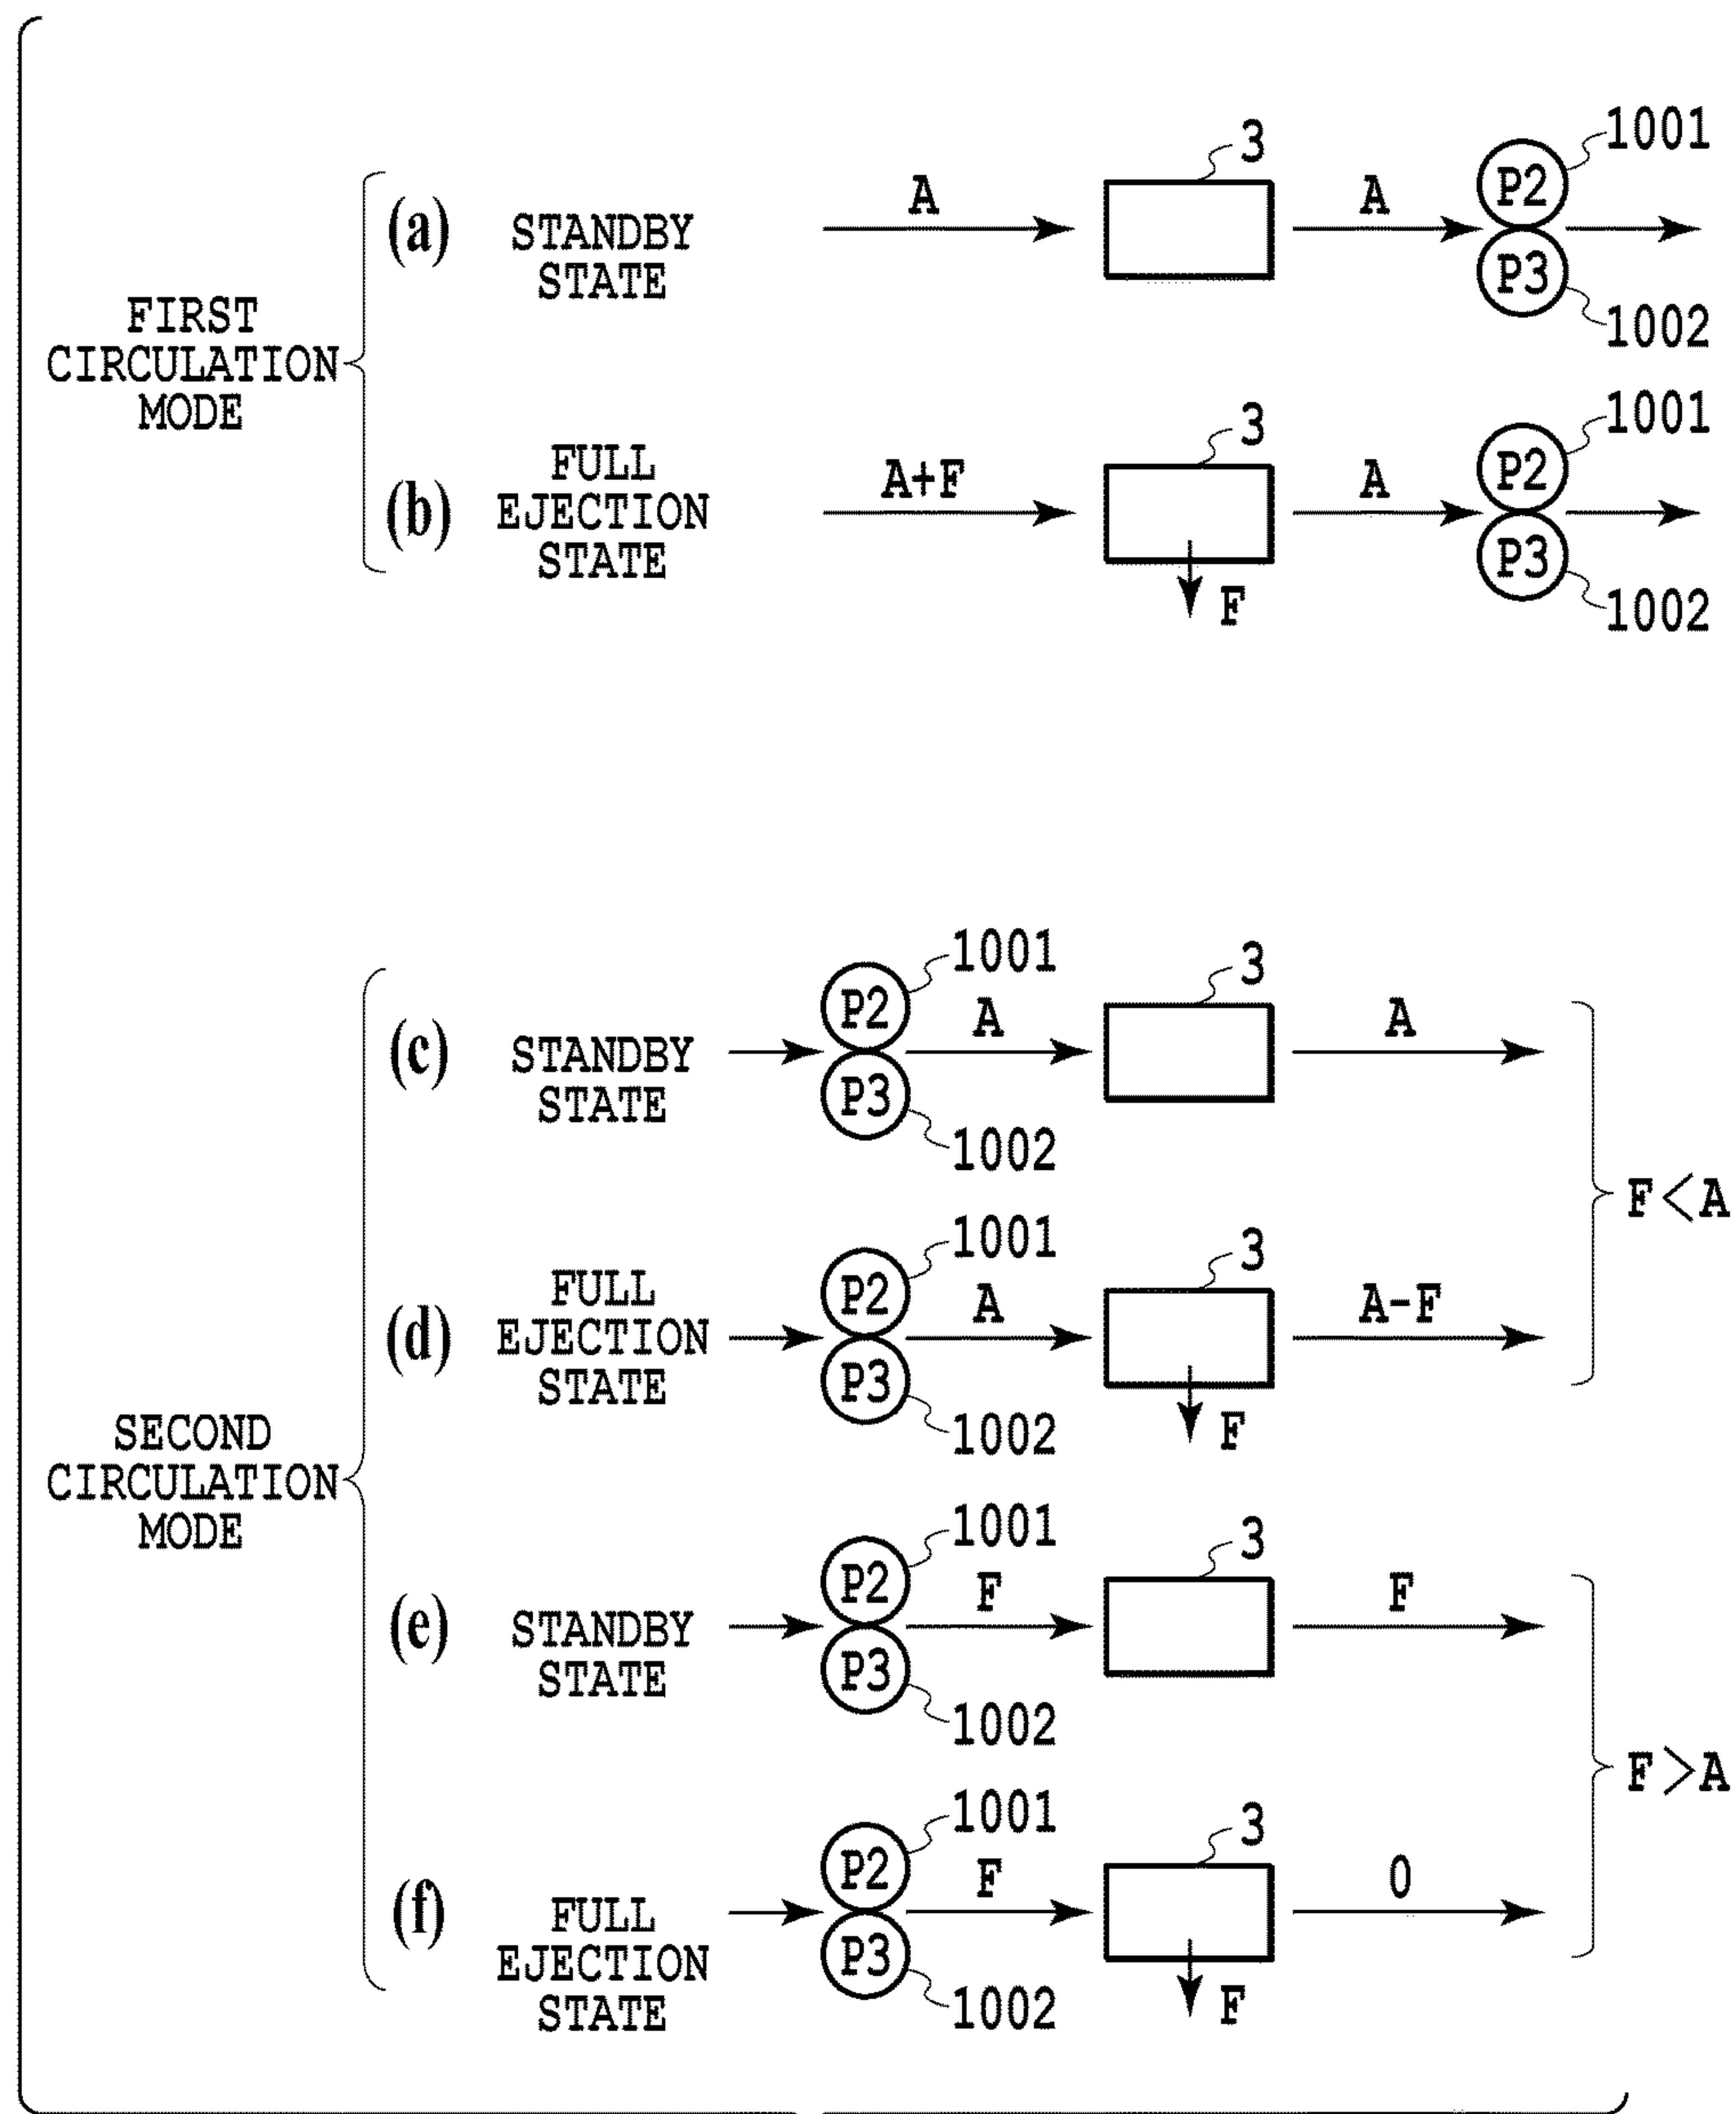 FIRST
CIRCULATION
MODE
(a)
STANDBY
STATE
A
3
A
P2
P3
1001
1002
(b)
FULL
EJECTION
STATE
A+F
3
F
A
P2
P3
1001
1002
SECOND
CIRCULATION
MODE
(c)
STANDBY
STATE
P2
P3
1001
1002
A
3
A
(d)
FULL
EJECTION
STATE
P2
P3
1001
1002
A
3
F
A-F
F<A
(e)
STANDBY
STATE
P2
P3
1001
1002
F
3
F
(f)
FULL
EJECTION
STATE
P2
P3
1001
1002
F
3
F
0
F>A